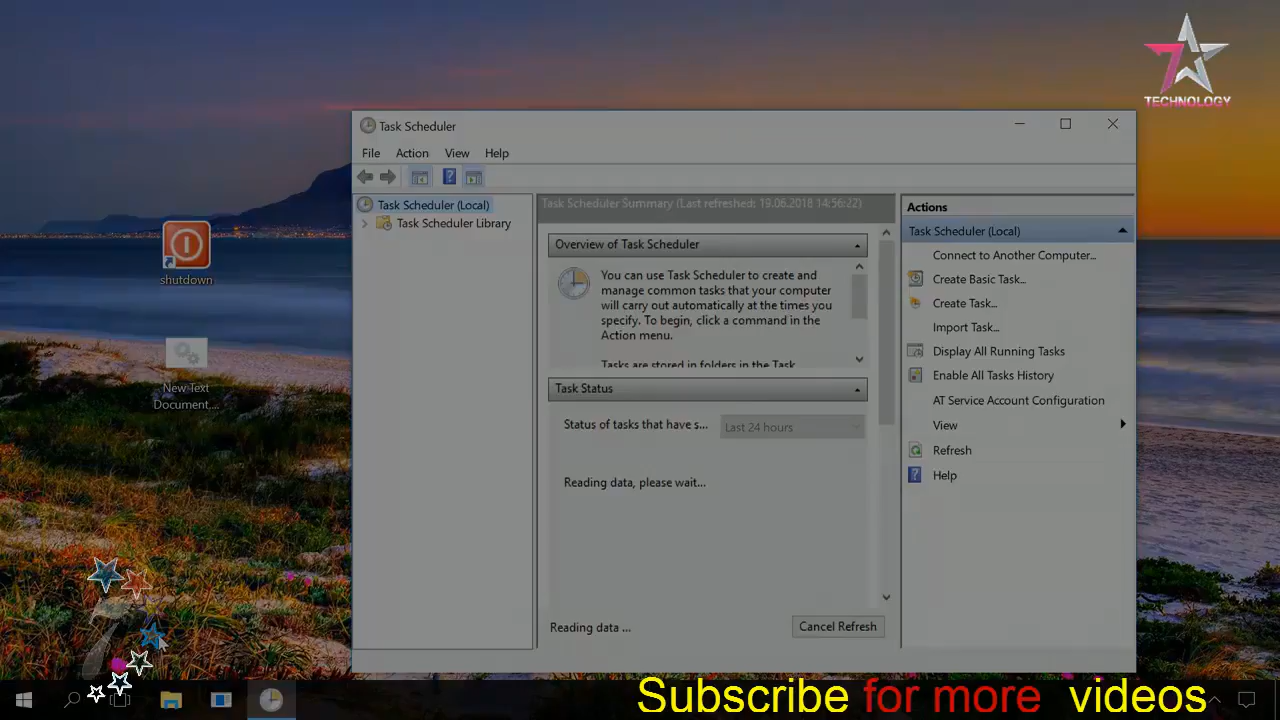 7
TECHNOLOGY
Task Scheduler
File Action View Help
Task Scheduler (Local)
Task Scheduler Library
Task Scheduler Summary (Last refreshed: 19.06.2018 14:56:22)
Overview of Task Scheduler
You can use Task Scheduler to create and
manage common tasks that your computer
will carry out automatically at the times you
specify. To begin, click a command in the
Action menu.
Tasks are stored in folders in the Task
Task Status
Status of tasks that have s... Last 24 hours
Reading data, please wait...
Reading data ... Cancel Refresh
Actions
Task Scheduler (Local)
Connect to Another Computer...
Create Basic Task...
Create Task...
Import Task...
Display All Running Tasks
Enable All Tasks History
AT Service Account Configuration
View
Refresh
Help
shutdown
New Text
Document,...
7
Subscribe for more videos